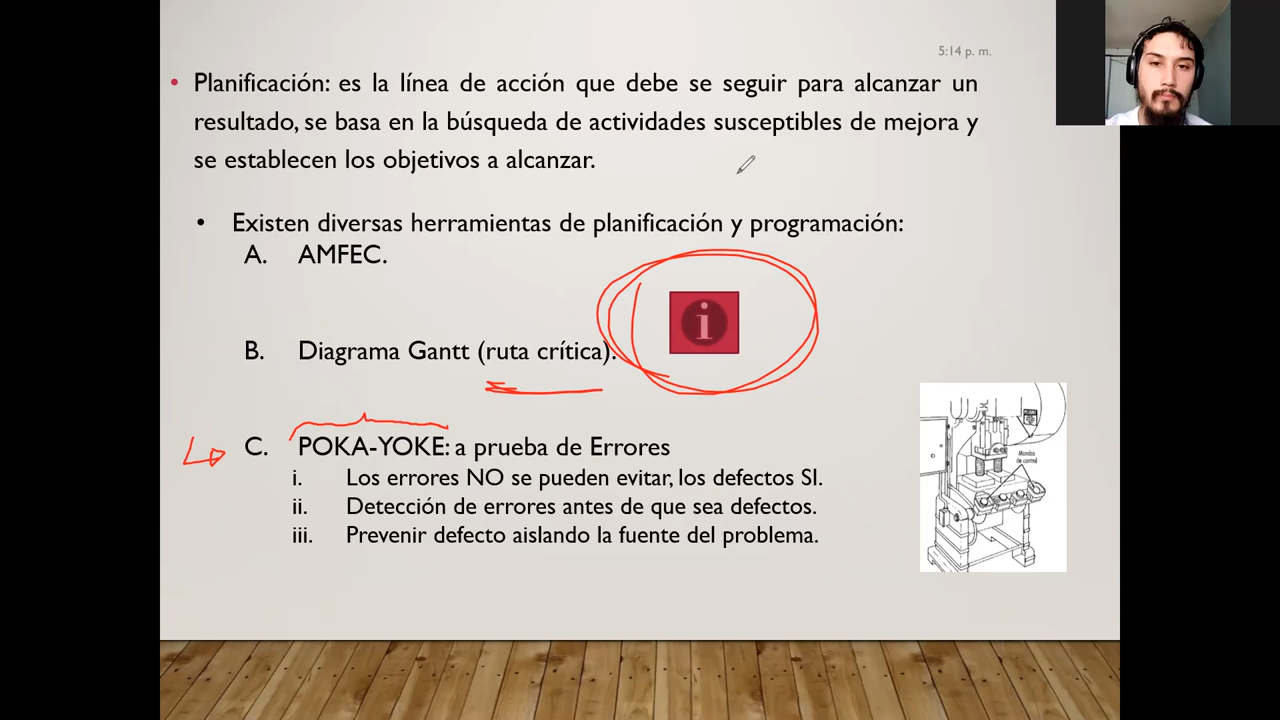 5:14 p. m.
• Planificación: es la línea de acción que debe se seguir para alcanzar un
resultado, se basa en la búsqueda de actividades susceptibles de mejora y
se establecen los objetivos a alcanzar.
• Existen diversas herramientas de planificación y programación:
A. AMFEC.
i
B. Diagrama Gantt (ruta crítica).
C. POKA-YOKE: a prueba de Errores
i. Los errores NO se pueden evitar, los defectos SI.
ii. Detección de errores antes de que sea defectos.
iii. Prevenir defecto aislando la fuente del problema.
Mandos
de control